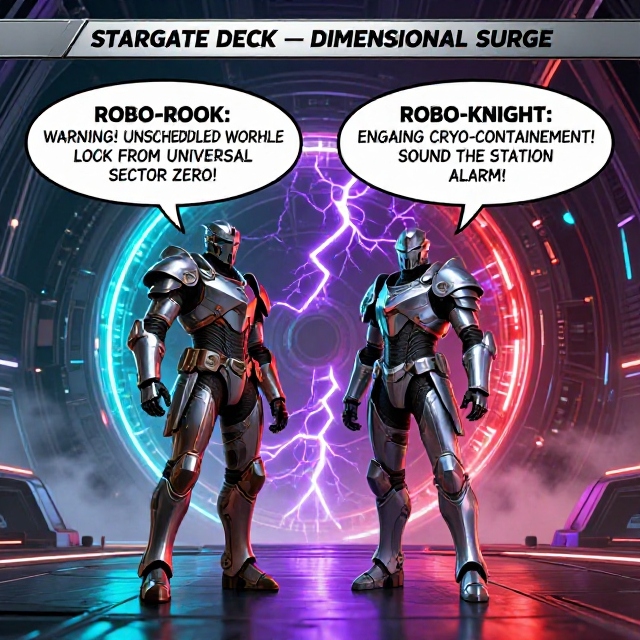 STARGATE DECK — DIMENSIONAL SURGE
ROBO-ROOK:
WARNING! UNSCHEDDLED WORHLE
LOCK FROM UNIVERSAL
SECTOR ZERO!
ROBO-KNIGHT:
ENGAING CRYO-CONTAINEMENT!
SOUND THE STATION
ALARM!